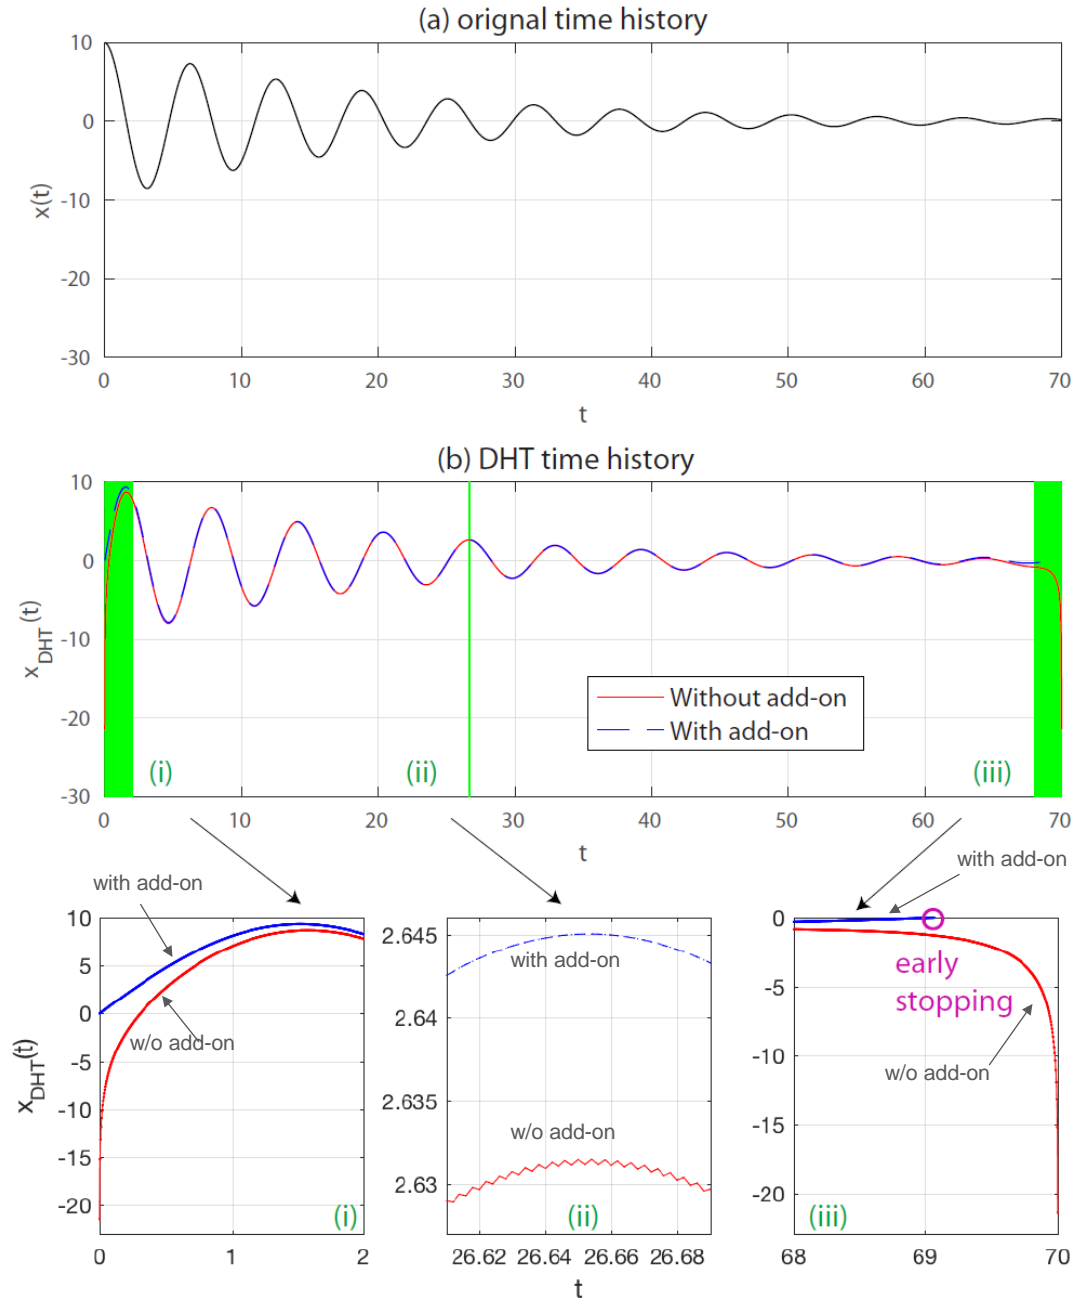 (a) orignal time history
10
0
-10
-20
-30
x(t)
0 10 20 30 40 50 60 70
t
(b) DHT time history
10
0
-10
-20
-30
xDHT(t)
Without add-on
With add-on
(i) (ii) (iii)
0 10 20 30 40 50 60 70
t
with add-on
10
5
0
-5
-10
-15
-20
xDHT(t)
w/o add-on
(i)
0 1 2
2.645
2.64
2.635
2.63
with add-on
w/o add-on
(ii)
26.62 26.64 26.66 26.68
t
with add-on
0
-5
-10
-15
-20
early
stopping
w/o add-on
(iii)
68 69 70